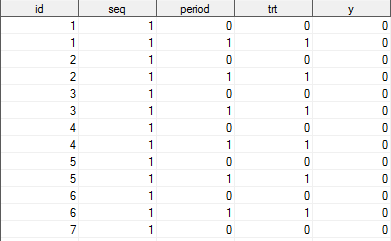 id seq period trt y
1 1 0 0 0
1 1 1 1 0
2 1 0 0 0
2 1 1 1 0
3 1 0 0 0
3 1 1 1 0
4 1 0 0 0
4 1 1 1 0
5 1 0 0 0
5 1 1 1 0
6 1 0 0 0
6 1 1 1 0
7 1 0 0 0